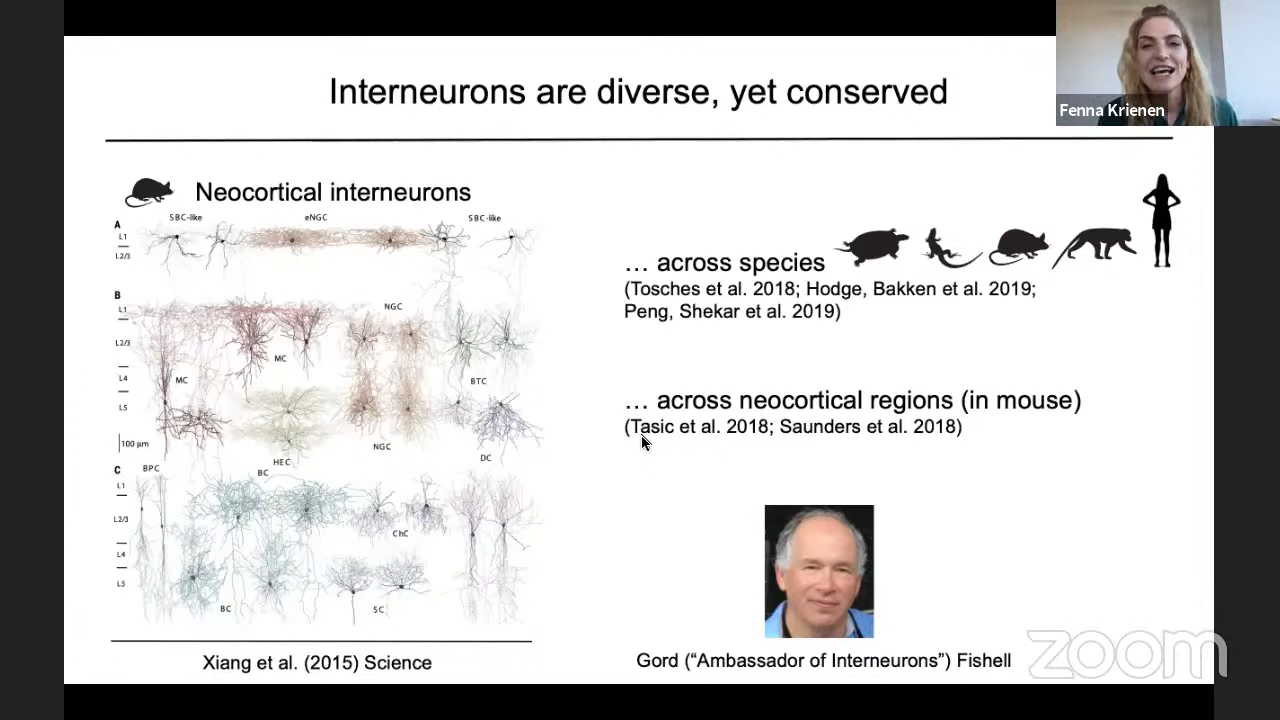 Fenna Krienen
Interneurons are diverse, yet conserved
Neocortical interneurons
SBC-like
eNGC
SBC-like
A
L1
L2/3
B
L1
NGC
L2/3
MC
L4
MC
BTC
L5
100 μm
NGC
HEC
DC
C
BPC
BC
L1
L2/3
ChC
L4
L5
BC
SC
Xiang et al. (2015) Science
… across species
(Tosches et al. 2018; Hodge, Bakken et al. 2019;
Peng, Shekar et al. 2019)
… across neocortical regions (in mouse)
(Tasic et al. 2018; Saunders et al. 2018)
Gord (“Ambassador of Interneurons”) Fishell
zoom